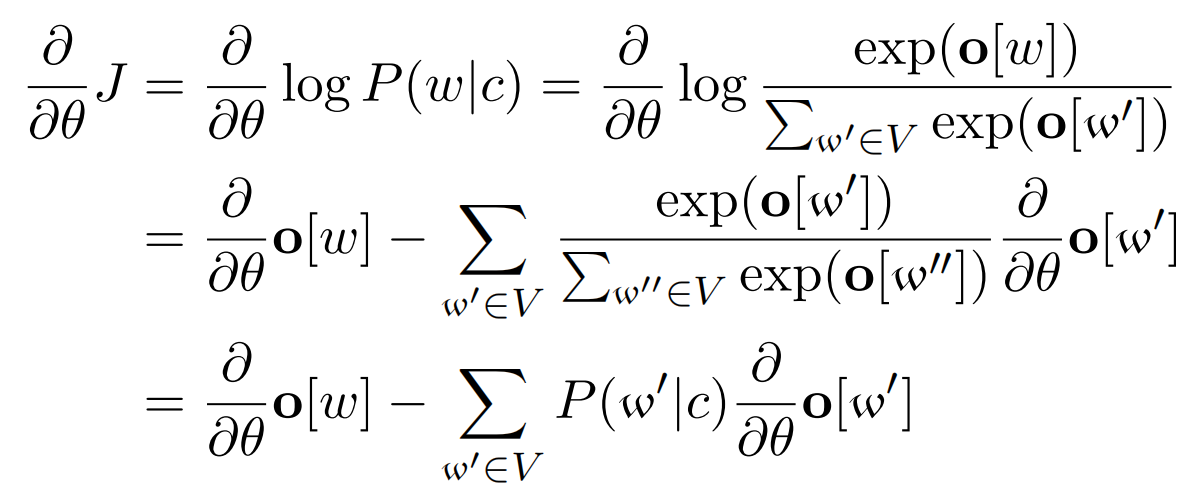 ∂/∂θ J = ∂/∂θ log P(w|c) = ∂/∂θ log exp(𝐨[w]) / ∑_{𝔴′∈V} exp(𝐨[𝔴′])
= ∂/∂θ 𝐨[w] − ∑_{𝔴′∈V} exp(𝐨[𝔴′]) / ∑_{𝔴″∈V} exp(𝐨[𝔴″]) ∂/∂θ 𝐨[𝔴′]
= ∂/∂θ 𝐨[w] − ∑_{𝔴′∈V} P(𝔴′|c) ∂/∂θ 𝐨[𝔴′]